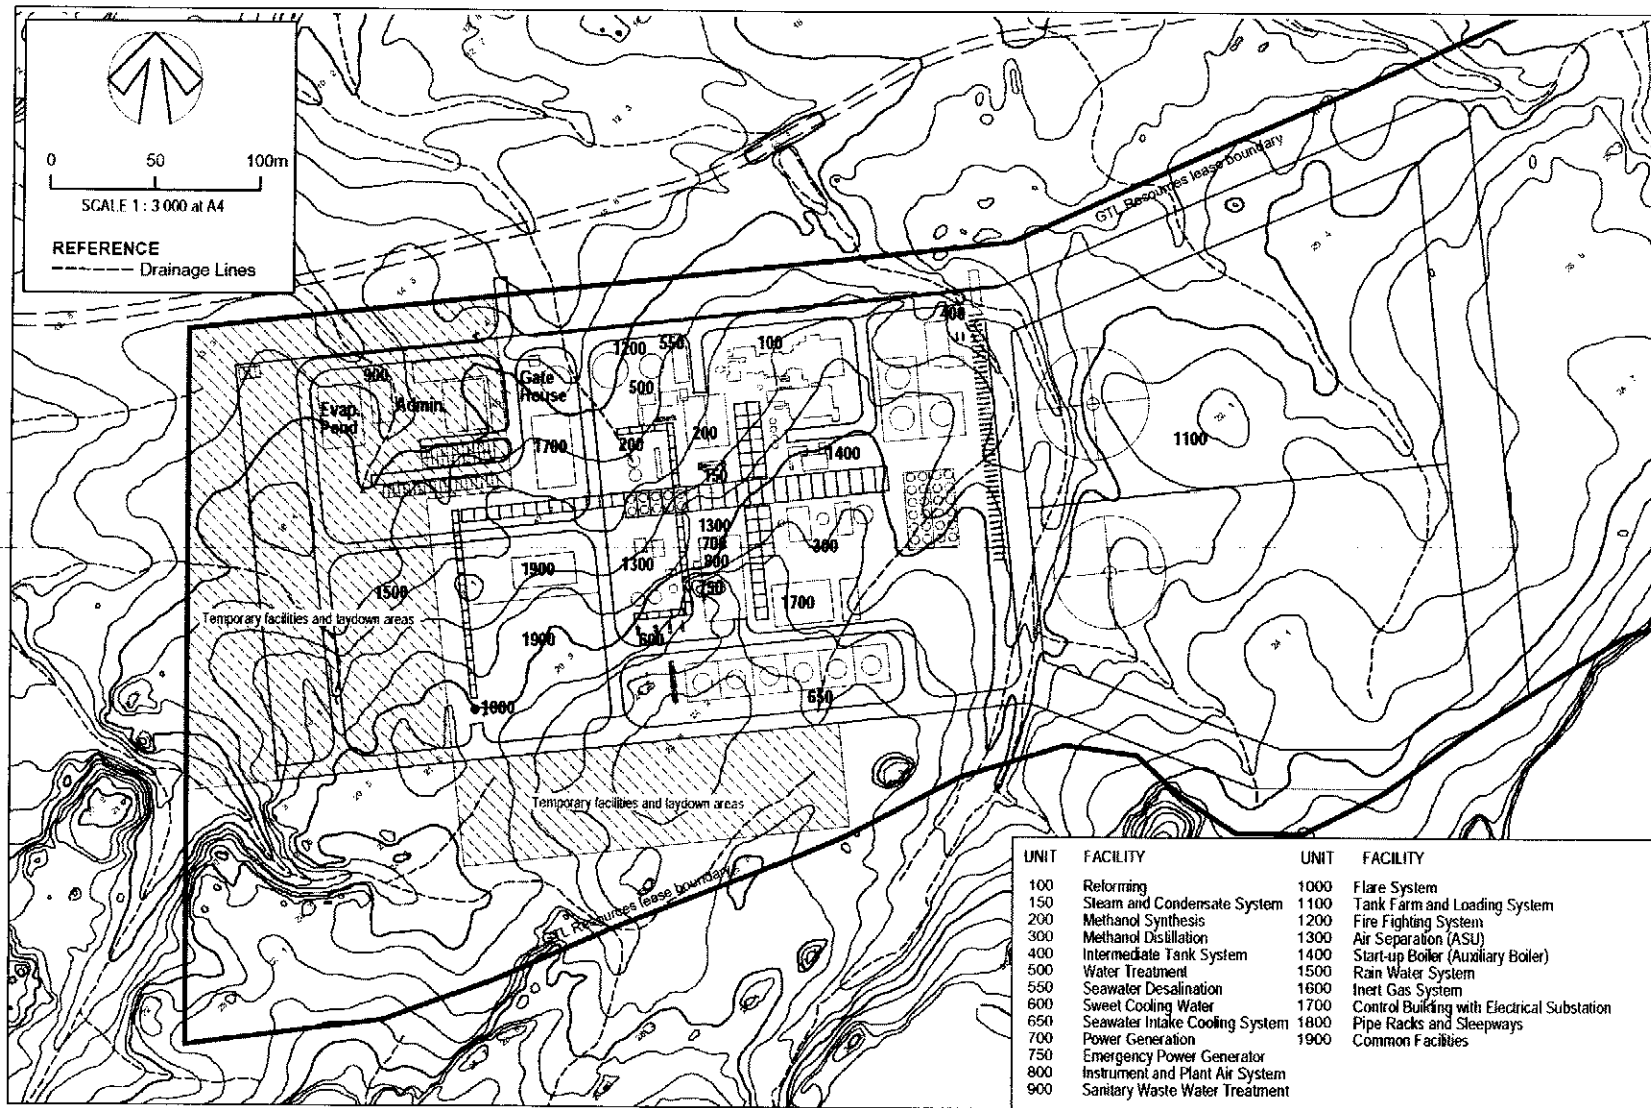 0 50 100m
SCALE 1 : 3 000 at A4
REFERENCE
Drainage Lines
GTL Resources lease boundary
400
1200
550
100
900
500
Gate
House
Evap.
Pond
Admin.
1700
200
200
1100
1400
750
1300
700
800
300
1900
1300
1500
750
1700
Temporary facilities and laydown areas
1900
600
650
1000
Temporary facilities and laydown areas
GTL Resources lease boundary
UNIT FACILITY UNIT FACILITY
100 Reforming 1000 Flare System
150 Steam and Condensate System 1100 Tank Farm and Loading System
200 Methanol Synthesis 1200 Fire Fighting System
300 Methanol Distillation 1300 Air Separation (ASU)
400 Intermediate Tank System 1400 Start-up Boiler (Auxiliary Boiler)
500 Water Treatment 1500 Rain Water System
550 Seawater Desalination 1600 Inert Gas System
600 Sweet Cooling Water 1700 Control Building with Electrical Substation
650 Seawater Intake Cooling System 1800 Pipe Racks and Sleepways
700 Power Generation 1900 Common Facilities
750 Emergency Power Generator
800 Instrument and Plant Air System
900 Sanitary Waste Water Treatment